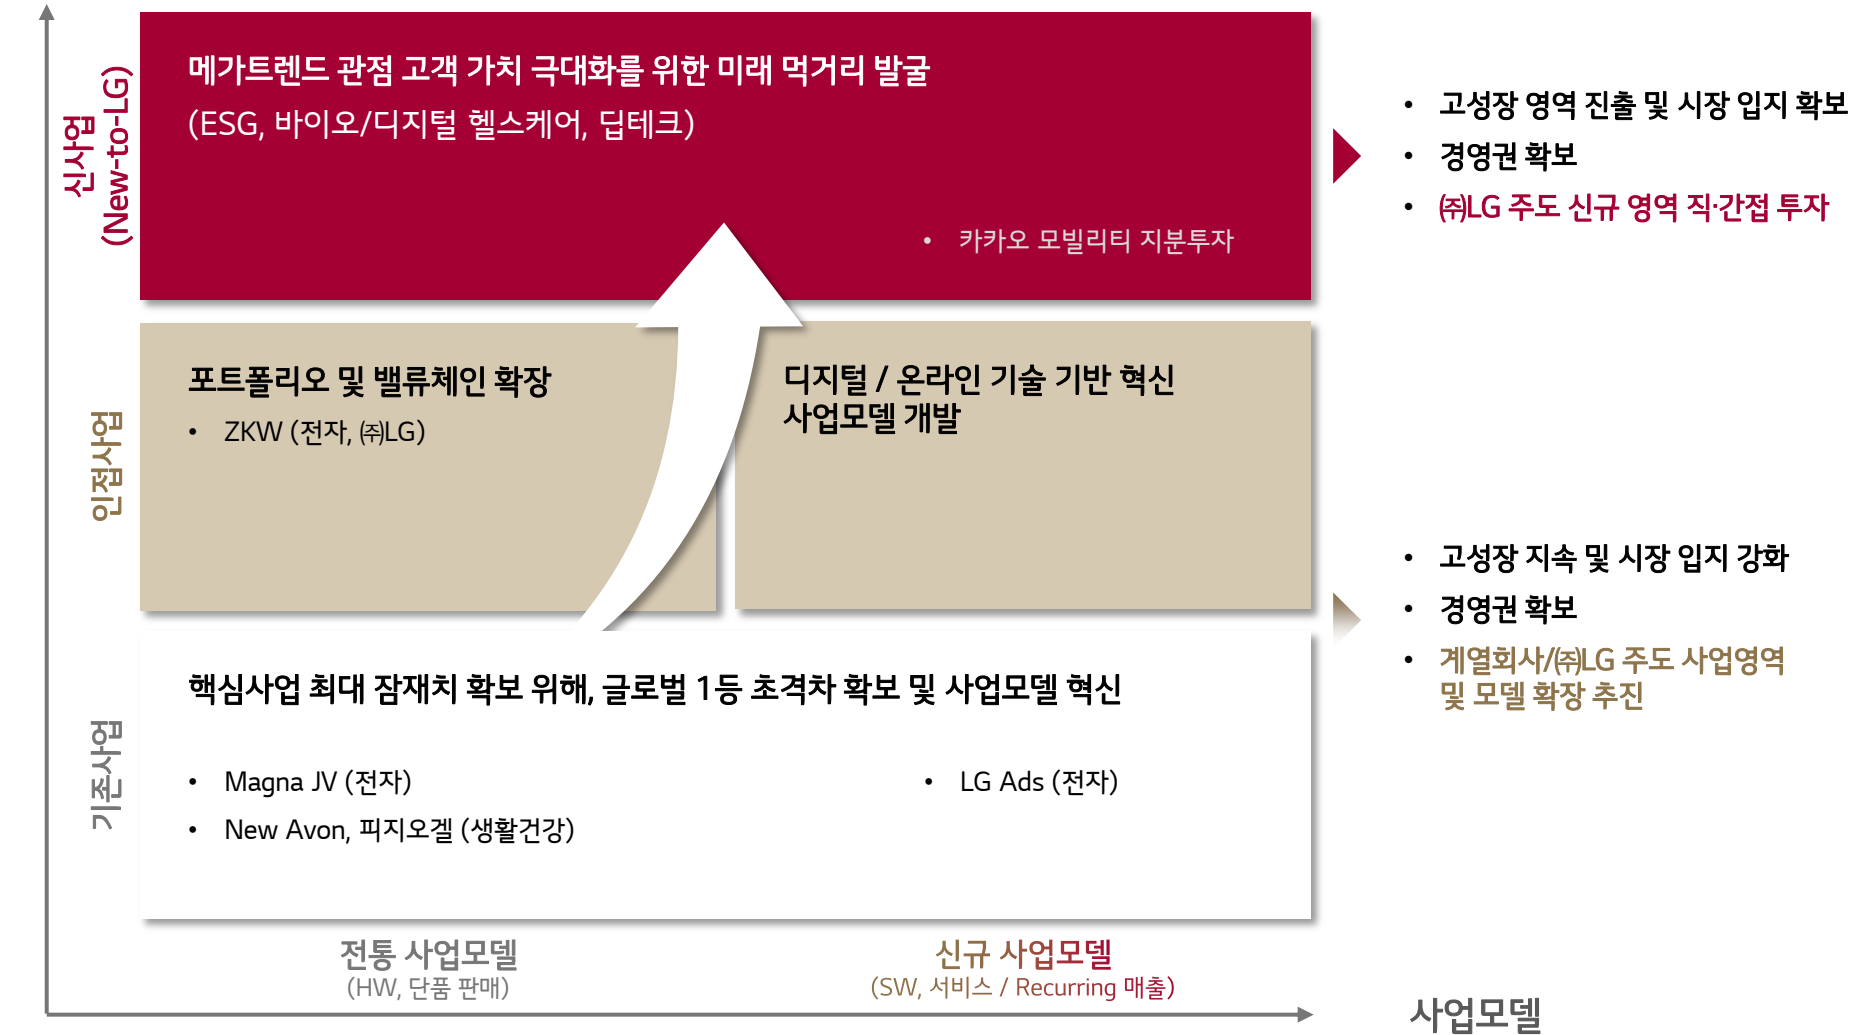 신사업
(New-to-LG)
메가트렌드 관점 고객 가치 극대화를 위한 미래 먹거리 발굴
(ESG, 바이오/디지털 헬스케어, 딥테크)
• 카카오 모빌리티 지분투자
• 고성장 영역 진출 및 시장 입지 확보
• 경영권 확보
• ㈜LG 주도 신규 영역 직·간접 투자
인접사업
포트폴리오 및 밸류체인 확장
• ZKW (전자, ㈜LG)
디지털 / 온라인 기술 기반 혁신
사업모델 개발
• 고성장 지속 및 시장 입지 강화
• 경영권 확보
• 계열회사/㈜LG 주도 사업영역
및 모델 확장 추진
기존사업
핵심사업 최대 잠재치 확보 위해, 글로벌 1등 초격차 확보 및 사업모델 혁신
• Magna JV (전자)
• New Avon, 피지오겔 (생활건강)
• LG Ads (전자)
전통 사업모델
(HW, 단품 판매)
신규 사업모델
(SW, 서비스 / Recurring 매출)
사업모델